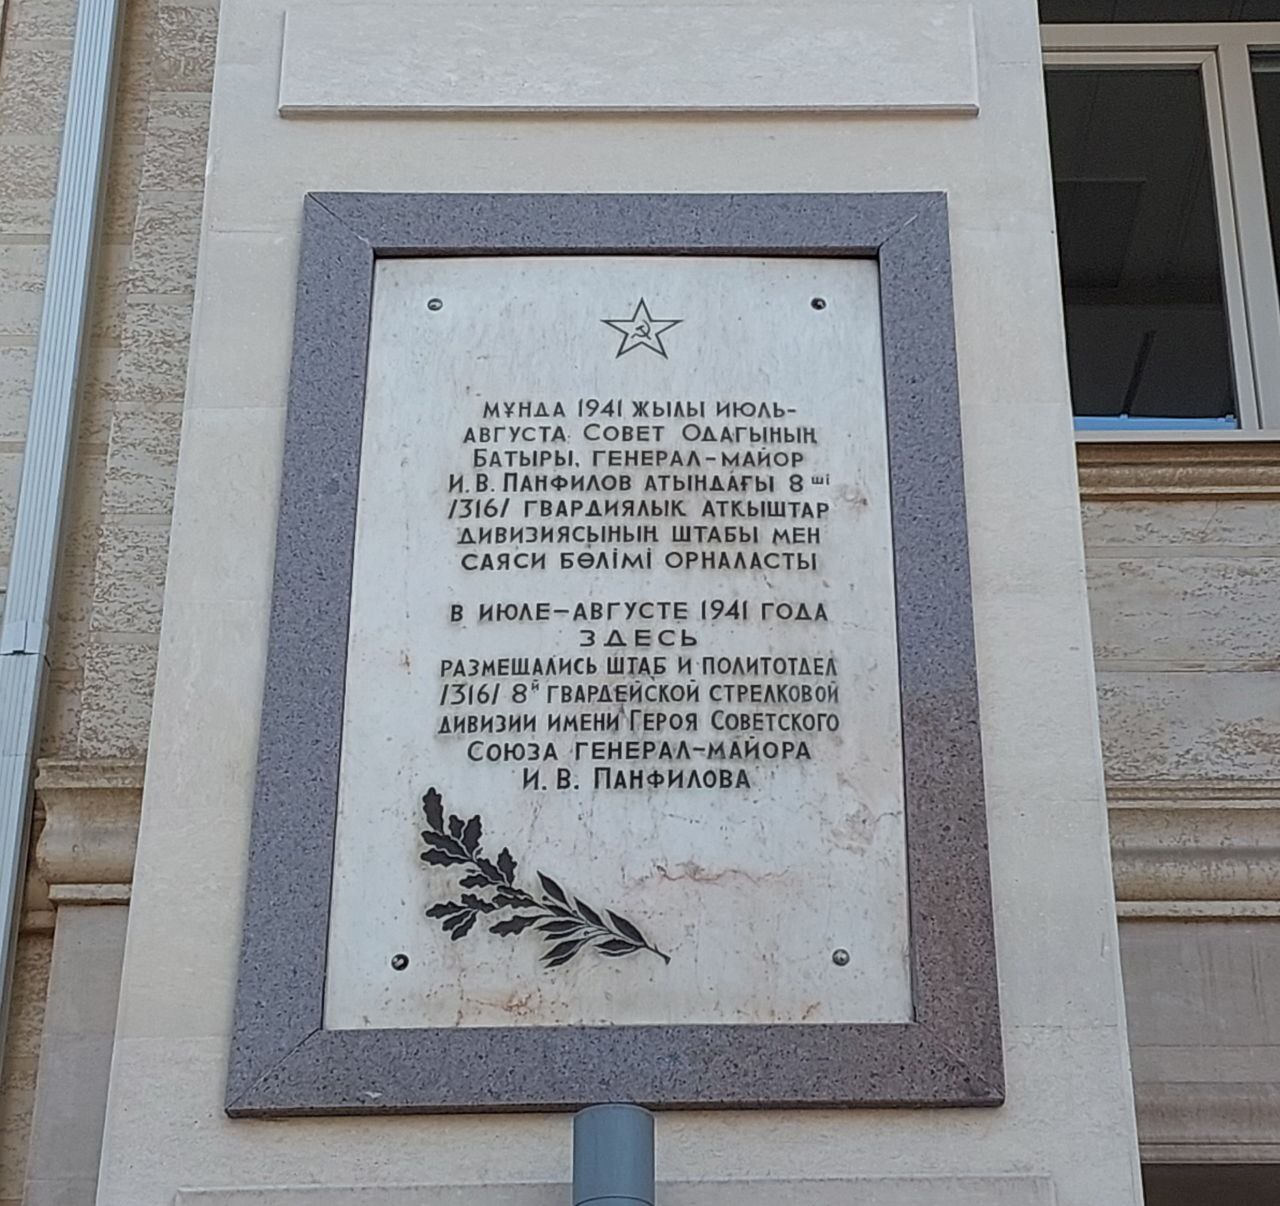 МҰНДА 1941 ЖЫЛЫ ИЮЛЬ-
АВГУСТА СОВЕТ ОДАГЫНЫҢ
БАТЫРЫ, ГЕНЕРАЛ-МАЙОР
И.В. ПАНФИЛОВ АТЫНДАҒЫ 8ші
/316/ ГВАРДИЯЛЫҚ АТҚЫШТАР
ДИВИЗИЯСЫНЫҢ ШТАБЫ МЕН
САЯСИ БӨЛІМІ ОРНАЛАСТЫ
В ИЮЛЕ-АВГУСТЕ 1941 ГОДА
ЗДЕСЬ
РАЗМЕЩАЛИСЬ ШТАБ И ПОЛИТОТДЕЛ
/316/ 8й ГВАРДЕЙСКОЙ СТРЕЛКОВОЙ
ДИВИЗИИ ИМЕНИ ГЕРОЯ СОВЕТСКОГО
СОЮЗА ГЕНЕРАЛ-МАЙОРА
И. В. ПАНФИЛОВА